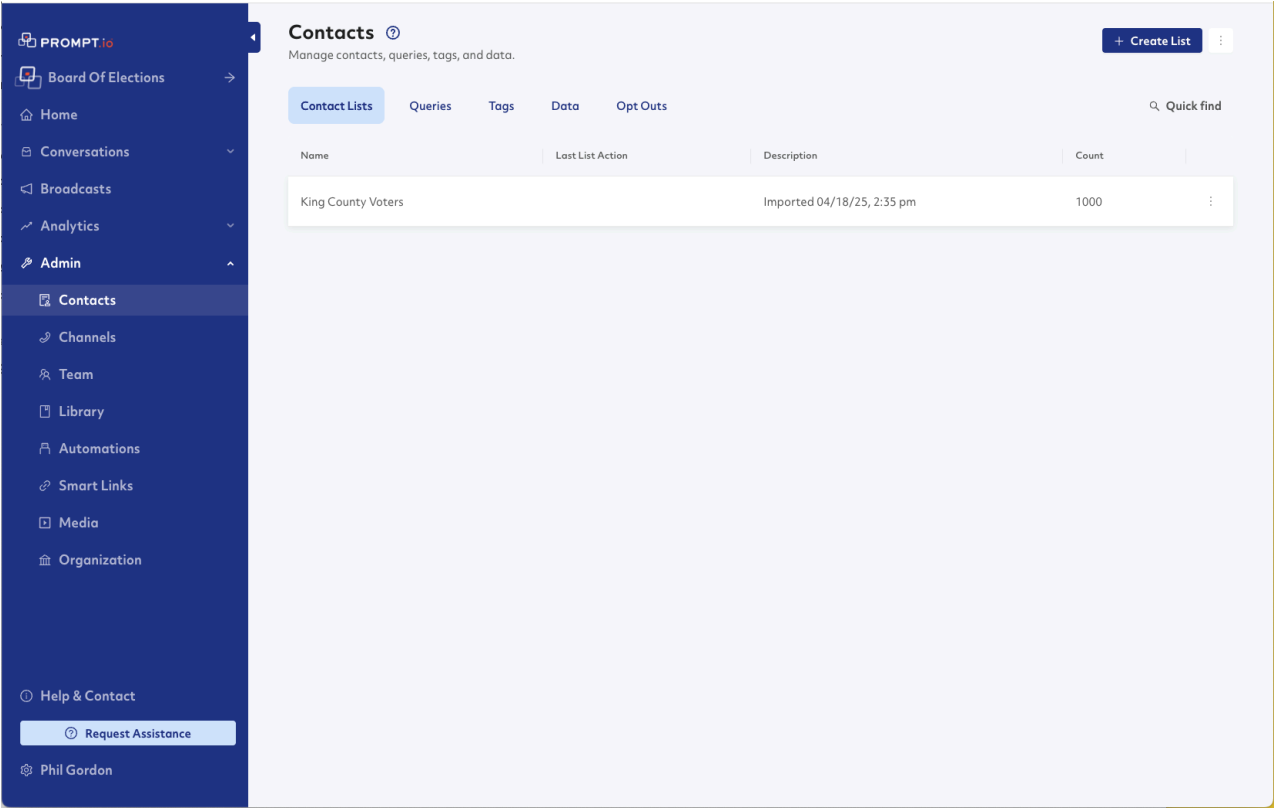 PROMPT.io
Board Of Elections
Home
Conversations
Broadcasts
Analytics
Admin
Contacts
Channels
Team
Library
Automations
Smart Links
Media
Organization
Help & Contact
Request Assistance
Phil Gordon
Contacts
Manage contacts, queries, tags, and data.
+ Create List
Contact Lists Queries Tags Data Opt Outs Quick find
Name Last List Action Description Count
King County Voters Imported 04/18/25, 2:35 pm 1000